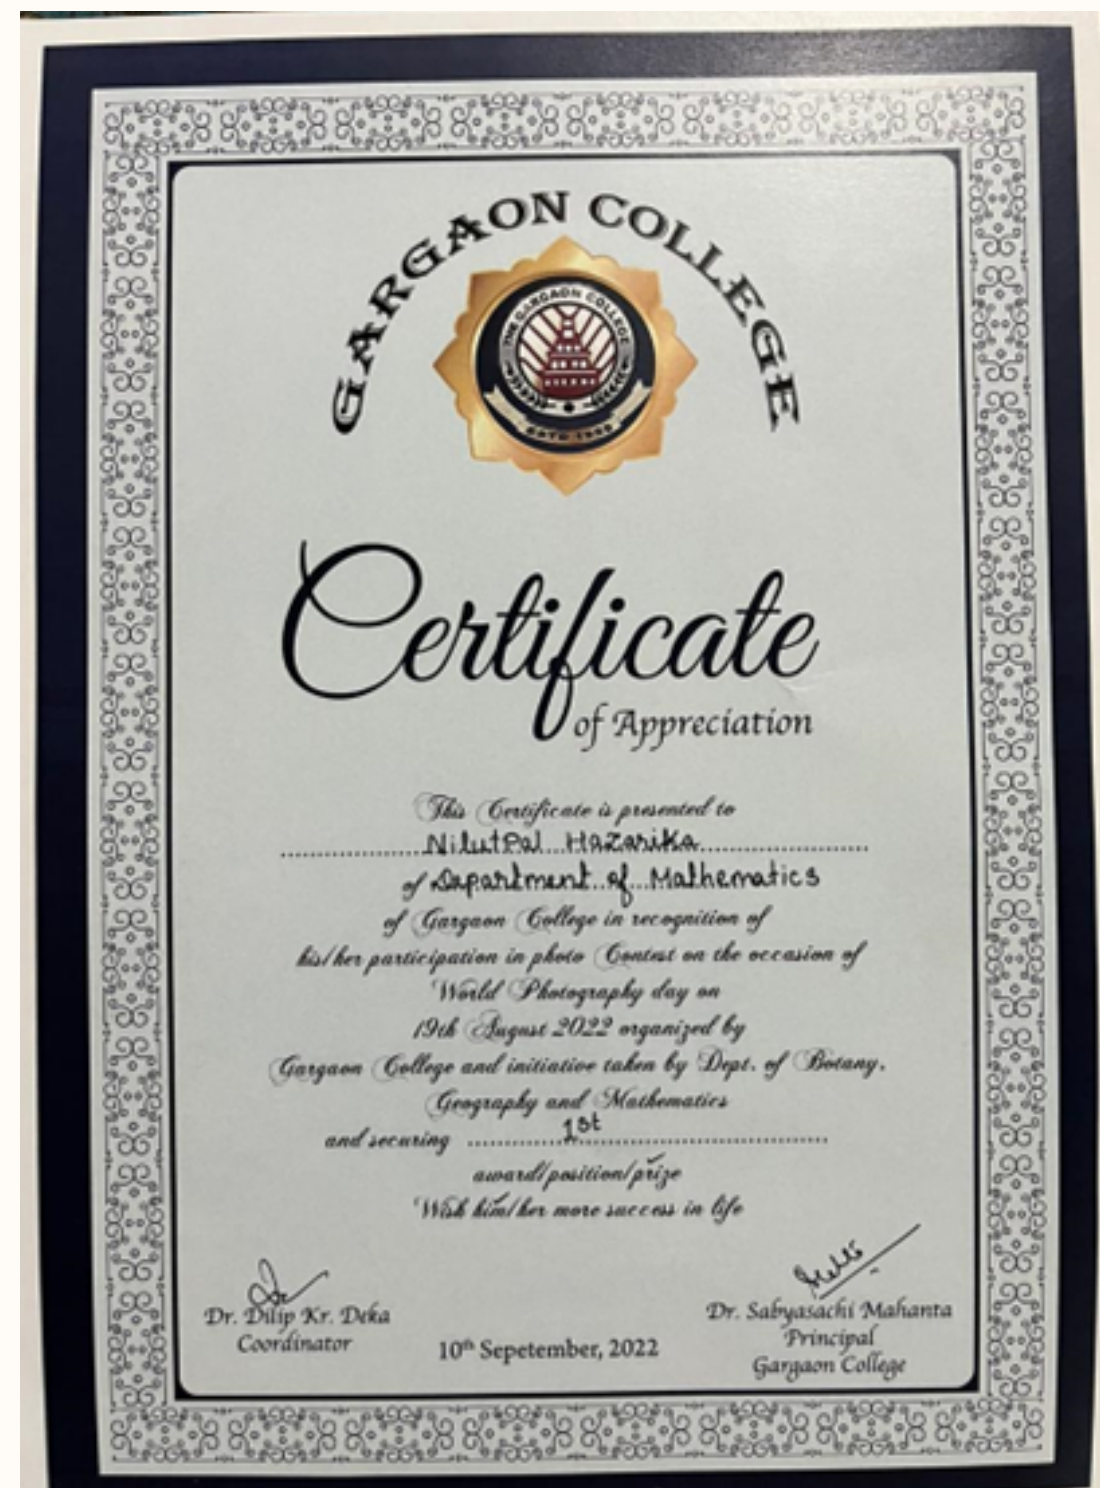 GARGAON COLLEGE
THE GARGAON COLLEGE
Certificate
of Appreciation
This Certificate is presented to
Nilutpal Hazarika
of Department of Mathematics
of Gargaon College in recognition of
his/her participation in photo Contest on the occasion of
World Photography day on
19th August 2022 organized by
Gargaon College and initiative taken by Dept. of Botany,
Geography and Mathematics
and securing 1st
award/position/prize
Wish him/her more success in life
Dr. Dilip Kr. Deka
Coordinator
10th Sepetember, 2022
Dr. Sabyasachi Mahanta
Principal
Gargaon College